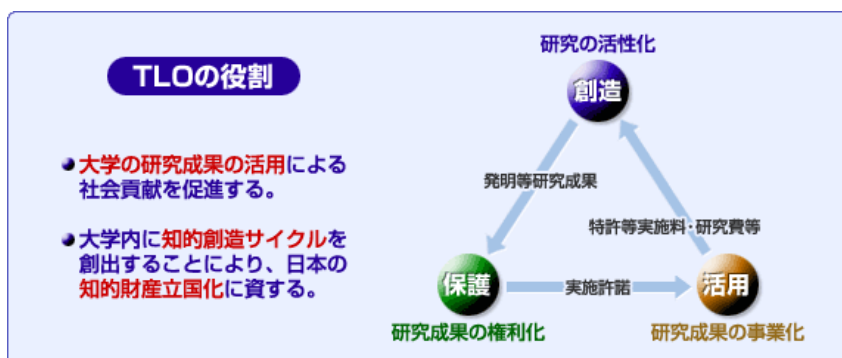 TLOの役割
大学の研究成果の活用による
社会貢献を促進する。
大学内に知的創造サイクルを
創出することにより、日本の
知的財産立国化に資する。
研究の活性化
創造
発明等研究成果
特許等実施料・研究費等
保護
実施許諾
活用
研究成果の権利化
研究成果の事業化